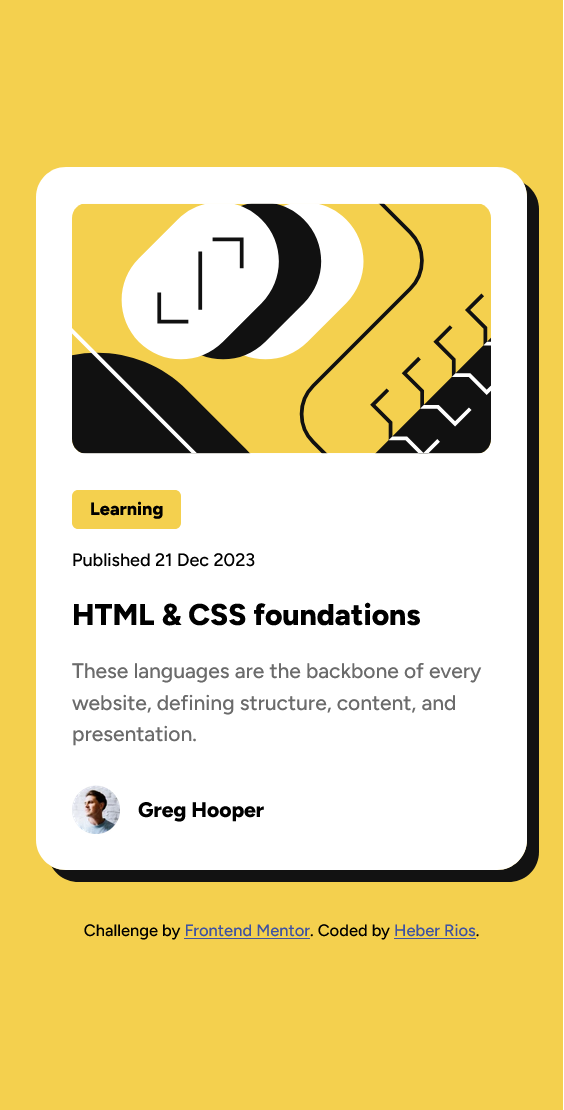 Learning
Published 21 Dec 2023
HTML & CSS foundations
These languages are the backbone of every
website, defining structure, content, and
presentation.
Greg Hooper
Challenge by Frontend Mentor. Coded by Heber Rios.